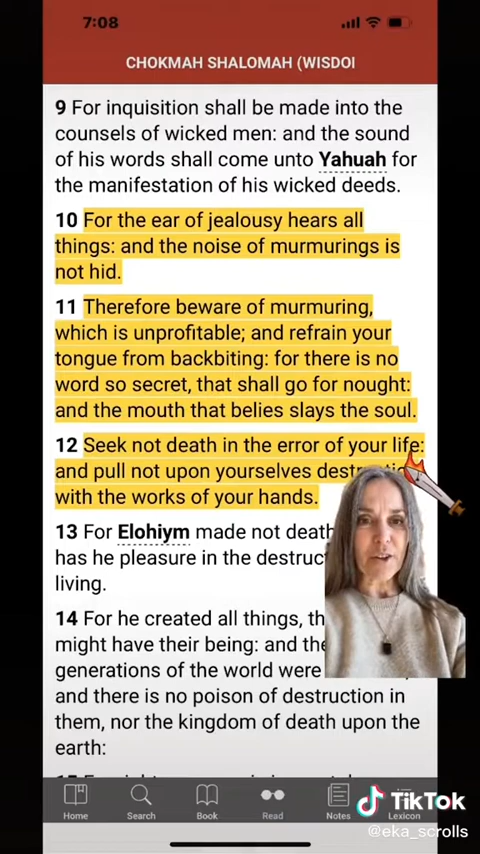 7:08
CHOKMAH SHALOMAH (WISDOI
9 For inquisition shall be made into the
counsels of wicked men: and the sound
of his words shall come unto Yahuah for
the manifestation of his wicked deeds.
10 For the ear of jealousy hears all
things: and the noise of murmurings is
not hid.
11 Therefore beware of murmuring,
which is unprofitable; and refrain your
tongue from backbiting: for there is no
word so secret, that shall go for nought:
and the mouth that belies slays the soul.
12 Seek not death in the error of your life:
and pull not upon yourselves
with the works of your hands.
13 For Elohiym made not death
has he pleasure in the
living.
14 For he created all things,
might have their being: and
generations of the world were
and there is no poison of destruction in
them, nor the kingdom of death upon the
earth:
Home
Search
Book
Read
Notes
Lexicon
TikTok
@eka_scrolls